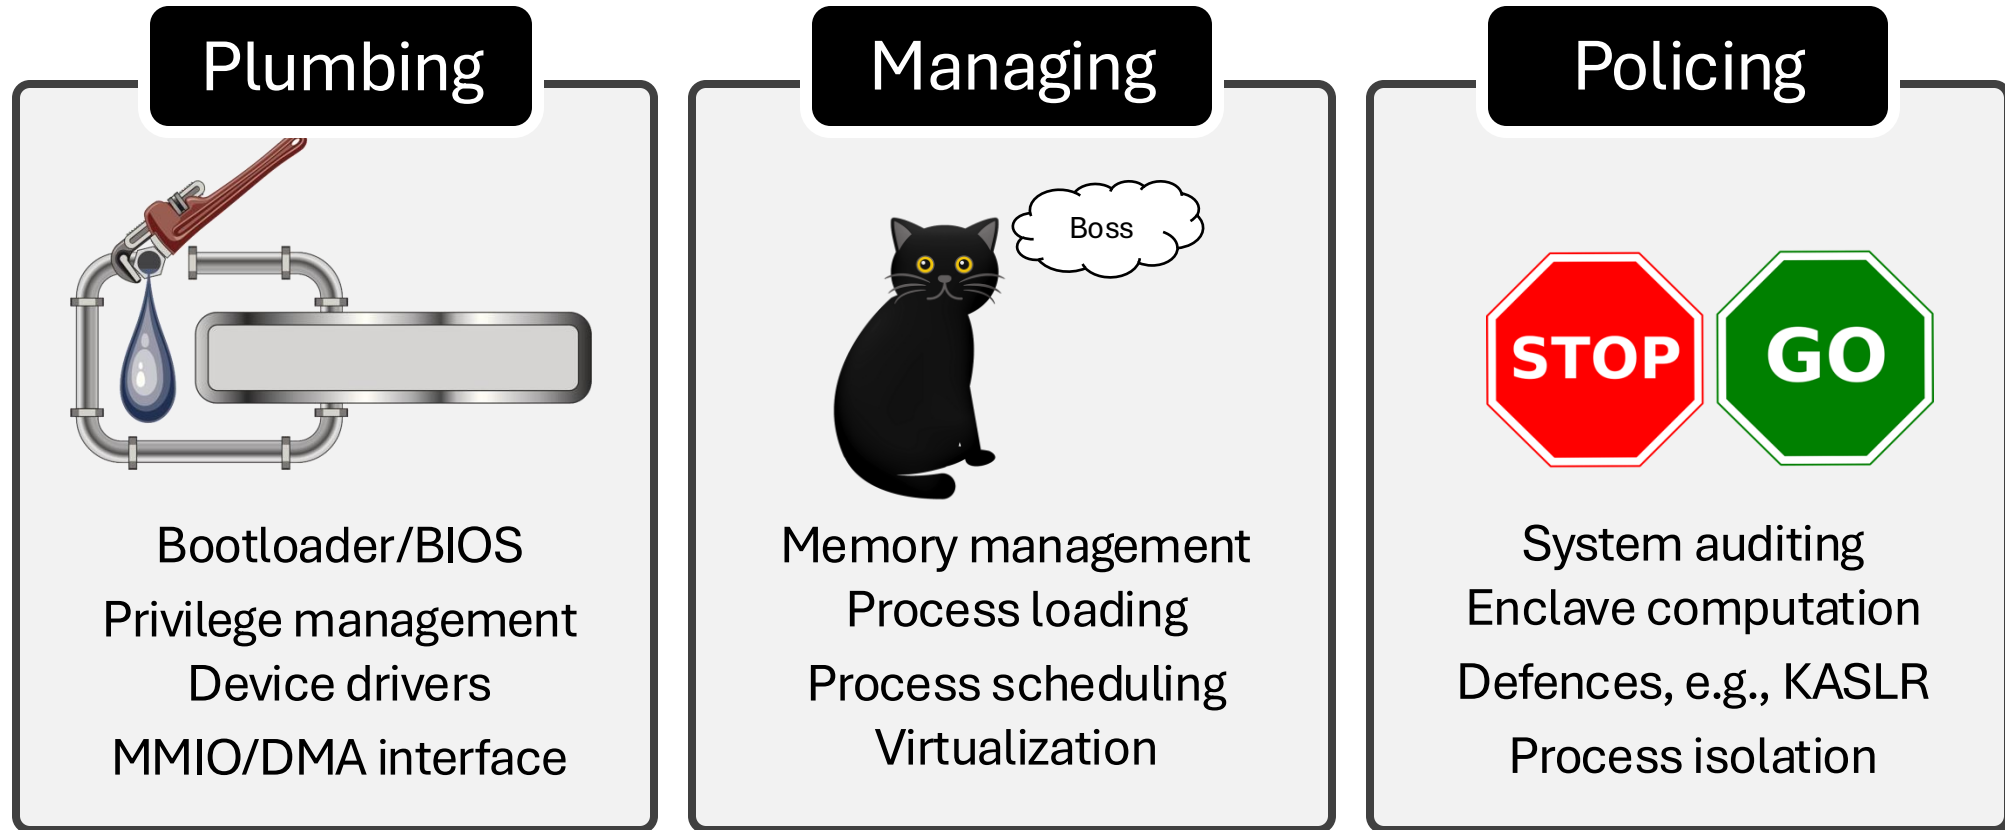 Plumbing
Bootloader/BIOS
Privilege management
Device drivers
MMIO/DMA interface
Managing
Boss
Memory management
Process loading
Process scheduling
Virtualization
Policing
STOP
GO
System auditing
Enclave computation
Defences, e.g., KASLR
Process isolation